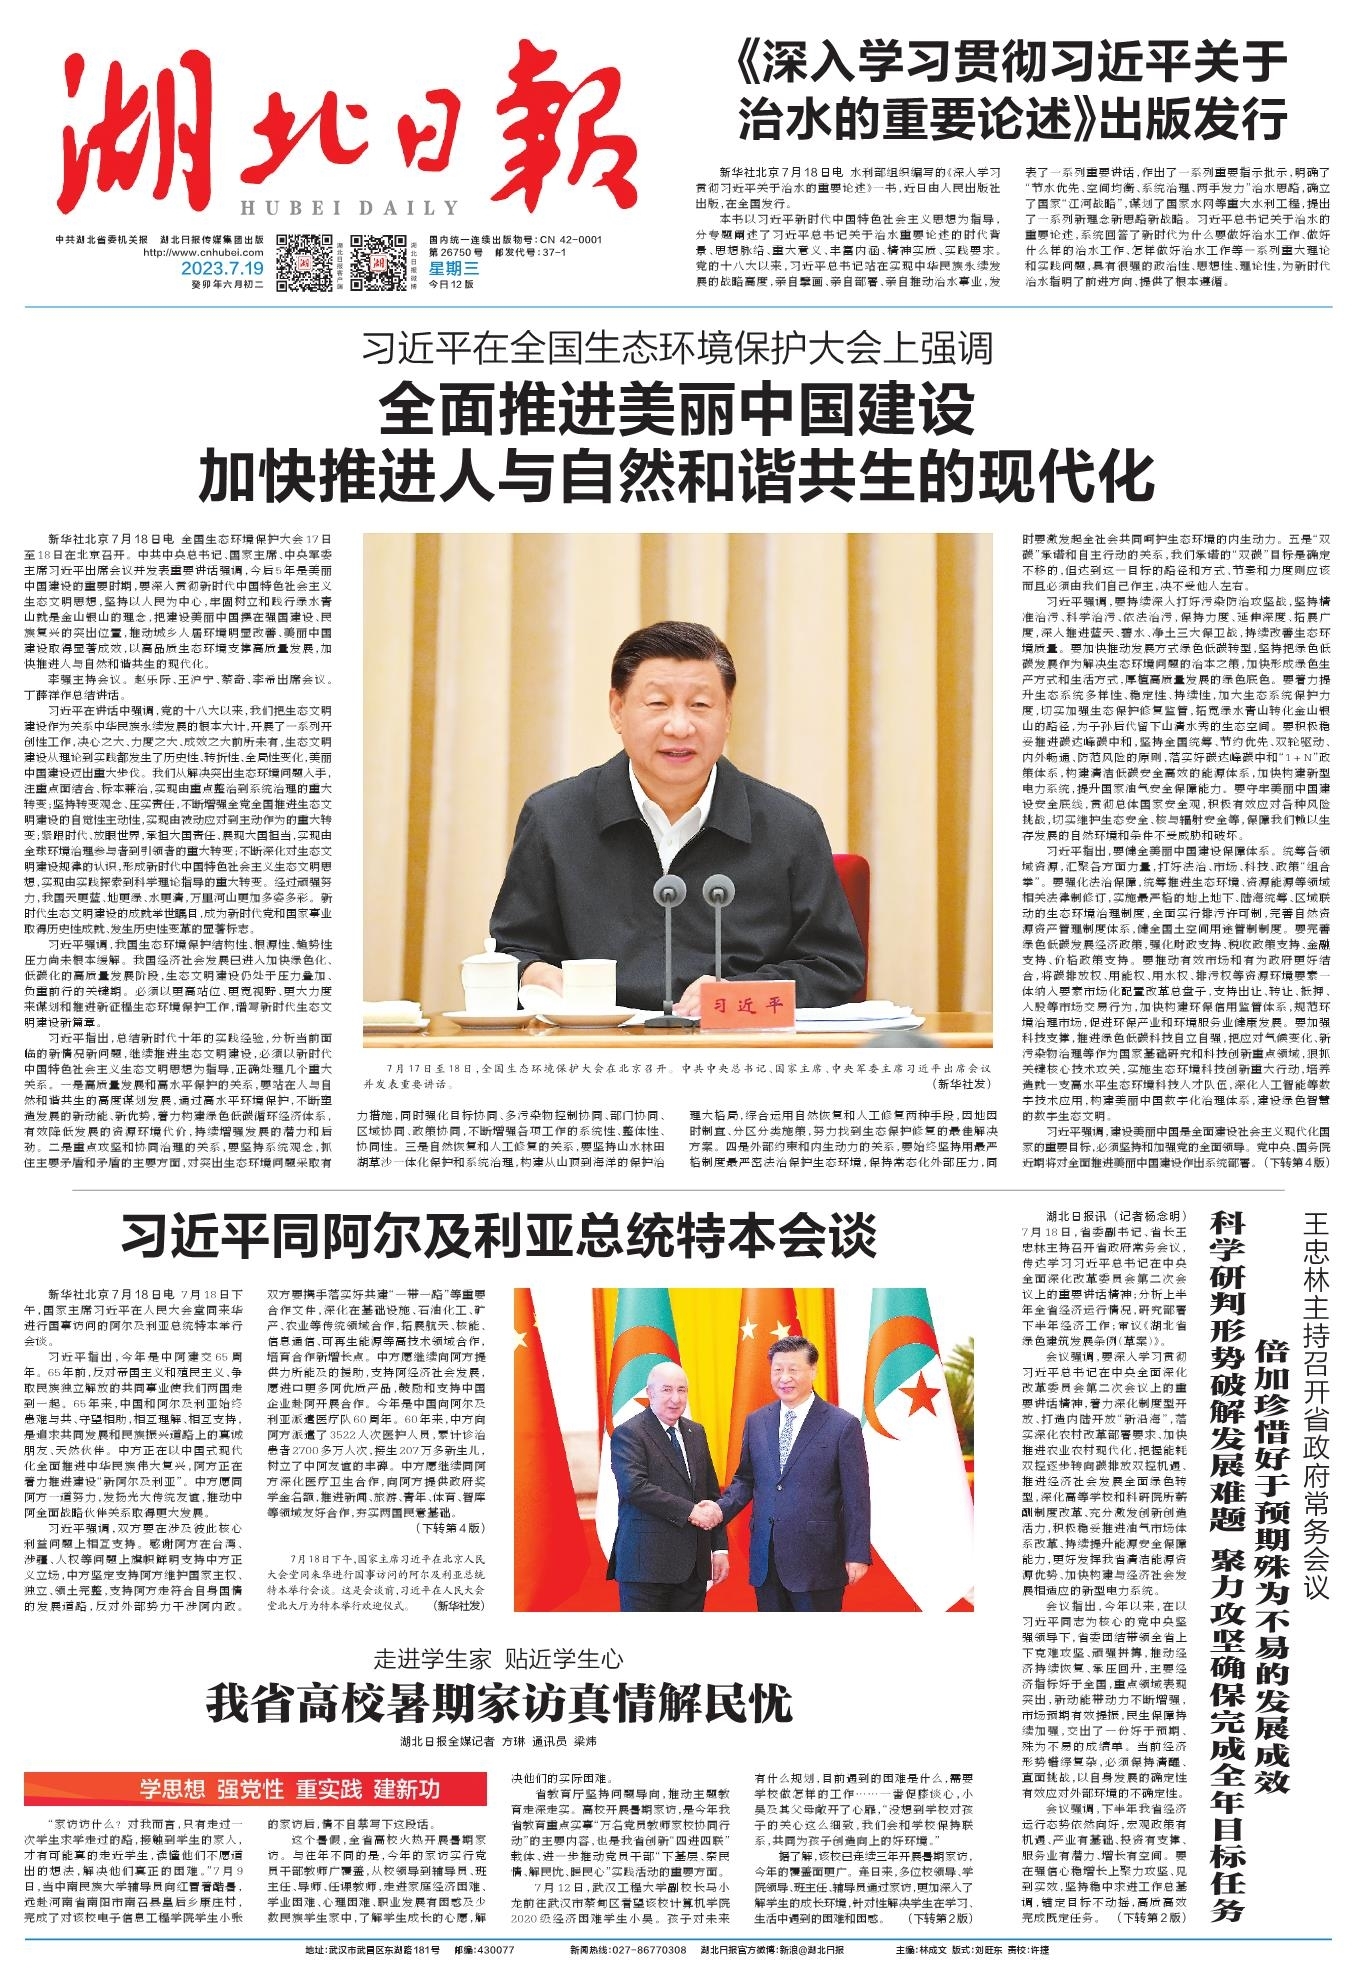 湖北日報
HUBEI DAILY
中共湖北省委机关报 湖北日报传媒集团出版
http://www.cnhubei.com
2023.7.19
癸卯年六月初二
湖北日报客户端
湖北日报微博
国内统一连续出版物号:CN 42-0001
第26750号 邮发代号:37-1
星期三
今日12版
《深入学习贯彻习近平关于
治水的重要论述》出版发行
新华社北京7月18日电 水利部组织编写的《深入学习
贯彻习近平关于治水的重要论述》一书,近日由人民出版社
出版,在全国发行。
本书以习近平新时代中国特色社会主义思想为指导,
分专题阐述了习近平总书记关于治水重要论述的时代背
景、思想脉络、重大意义、丰富内涵、精神实质、实践要求。
党的十八大以来,习近平总书记站在实现中华民族永续发
展的战略高度,亲自擘画、亲自部署、亲自推动治水事业,发
表了一系列重要讲话,作出了一系列重要指示批示,明确了
“节水优先、空间均衡、系统治理、两手发力”治水思路,确立
了国家“江河战略”,谋划了国家水网等重大水利工程,提出
了一系列新理念新思路新战略。习近平总书记关于治水的
重要论述,系统回答了新时代为什么要做好治水工作、做好
什么样的治水工作、怎样做好治水工作等一系列重大理论
和实践问题,具有很强的政治性、思想性、理论性,为新时代
治水指明了前进方向、提供了根本遵循。
习近平在全国生态环境保护大会上强调
全面推进美丽中国建设
加快推进人与自然和谐共生的现代化
新华社北京7月18日电 全国生态环境保护大会17日
至18日在北京召开。中共中央总书记、国家主席、中央军委
主席习近平出席会议并发表重要讲话强调,今后5年是美丽
中国建设的重要时期,要深入贯彻新时代中国特色社会主义
生态文明思想,坚持以人民为中心,牢固树立和践行绿水青
山就是金山银山的理念,把建设美丽中国摆在强国建设、民
族复兴的突出位置,推动城乡人居环境明显改善、美丽中国
建设取得显著成效,以高品质生态环境支撑高质量发展,加
快推进人与自然和谐共生的现代化。
李强主持会议。赵乐际、王沪宁、蔡奇、李希出席会议。
丁薛祥作总结讲话。
习近平在讲话中强调,党的十八大以来,我们把生态文明
建设作为关系中华民族永续发展的根本大计,开展了一系列开
创性工作,决心之大、力度之大、成效之大前所未有,生态文明
建设从理论到实践都发生了历史性、转折性、全局性变化,美丽
中国建设迈出重大步伐。我们从解决突出生态环境问题入手,
注重点面结合、标本兼治,实现由重点整治到系统治理的重大
转变;坚持转变观念、压实责任,不断增强全党全国推进生态文
明建设的自觉性主动性,实现由被动应对到主动作为的重大转
变;紧跟时代、放眼世界,承担大国责任、展现大国担当,实现由
全球环境治理参与者到引领者的重大转变;不断深化对生态文
明建设规律的认识,形成新时代中国特色社会主义生态文明思
想,实现由实践探索到科学理论指导的重大转变。经过顽强努
力,我国天更蓝、地更绿、水更清,万里河山更加多姿多彩。新
时代生态文明建设的成就举世瞩目,成为新时代党和国家事业
取得历史性成就、发生历史性变革的显著标志。
习近平强调,我国生态环境保护结构性、根源性、趋势性
压力尚未根本缓解。我国经济社会发展已进入加快绿色化、
低碳化的高质量发展阶段,生态文明建设仍处于压力叠加、
负重前行的关键期。必须以更高站位、更宽视野、更大力度
来谋划和推进新征程生态环境保护工作,谱写新时代生态文
明建设新篇章。
习近平指出,总结新时代十年的实践经验,分析当前面
临的新情况新问题,继续推进生态文明建设,必须以新时代
中国特色社会主义生态文明思想为指导,正确处理几个重大
关系。一是高质量发展和高水平保护的关系,要站在人与自
然和谐共生的高度谋划发展,通过高水平环境保护,不断塑
造发展的新动能、新优势,着力构建绿色低碳循环经济体系,
有效降低发展的资源环境代价,持续增强发展的潜力和后
劲。二是重点攻坚和协同治理的关系,要坚持系统观念,抓
住主要矛盾和矛盾的主要方面,对突出生态环境问题采取有
习近平
7月17日至18日,全国生态环境保护大会在北京召开。中共中央总书记、国家主席、中央军委主席习近平出席会议
并发表重要讲话。 (新华社发)
力措施,同时强化目标协同、多污染物控制协同、部门协同、
区域协同、政策协同,不断增强各项工作的系统性、整体性、
协同性。三是自然恢复和人工修复的关系,要坚持山水林田
湖草沙一体化保护和系统治理,构建从山顶到海洋的保护治
理大格局,综合运用自然恢复和人工修复两种手段,因地因
时制宜、分区分类施策,努力找到生态保护修复的最佳解决
方案。四是外部约束和内生动力的关系,要始终坚持用最严
格制度最严密法治保护生态环境,保持常态化外部压力,同
时要激发起全社会共同呵护生态环境的内生动力。五是“双
碳”承诺和自主行动的关系,我们承诺的“双碳”目标是确定
不移的,但达到这一目标的路径和方式、节奏和力度则应该
而且必须由我们自己作主,决不受他人左右。
习近平强调,要持续深入打好污染防治攻坚战,坚持精
准治污、科学治污、依法治污,保持力度、延伸深度、拓展广
度,深入推进蓝天、碧水、净土三大保卫战,持续改善生态环
境质量。要加快推动发展方式绿色低碳转型,坚持把绿色低
碳发展作为解决生态环境问题的治本之策,加快形成绿色生
产方式和生活方式,厚植高质量发展的绿色底色。要着力提
升生态系统多样性、稳定性、持续性,加大生态系统保护力
度,切实加强生态保护修复监管,拓宽绿水青山转化金山银
山的路径,为子孙后代留下山清水秀的生态空间。要积极稳
妥推进碳达峰碳中和,坚持全国统筹、节约优先、双轮驱动、
内外畅通、防范风险的原则,落实好碳达峰碳中和“1+N”政
策体系,构建清洁低碳安全高效的能源体系,加快构建新型
电力系统,提升国家油气安全保障能力。要守牢美丽中国建
设安全底线,贯彻总体国家安全观,积极有效应对各种风险
挑战,切实维护生态安全、核与辐射安全等,保障我们赖以生
存发展的自然环境和条件不受威胁和破坏。
习近平指出,要健全美丽中国建设保障体系。统筹各领
域资源,汇聚各方面力量,打好法治、市场、科技、政策“组合
拳”。要强化法治保障,统筹推进生态环境、资源能源等领域
相关法律制修订,实施最严格的地上地下、陆海统筹、区域联
动的生态环境治理制度,全面实行排污许可制,完善自然资
源资产管理制度体系,健全国土空间用途管制制度。要完善
绿色低碳发展经济政策,强化财政支持、税收政策支持、金融
支持、价格政策支持。要推动有效市场和有为政府更好结
合,将碳排放权、用能权、用水权、排污权等资源环境要素一
体纳入要素市场化配置改革总盘子,支持出让、转让、抵押、
入股等市场交易行为,加快构建环保信用监管体系,规范环
境治理市场,促进环保产业和环境服务业健康发展。要加强
科技支撑,推进绿色低碳科技自立自强,把应对气候变化、新
污染物治理等作为国家基础研究和科技创新重点领域,狠抓
关键核心技术攻关,实施生态环境科技创新重大行动,培养
造就一支高水平生态环境科技人才队伍,深化人工智能等数
字技术应用,构建美丽中国数字化治理体系,建设绿色智慧
的数字生态文明。
习近平强调,建设美丽中国是全面建设社会主义现代化国
家的重要目标,必须坚持和加强党的全面领导。党中央、国务院
近期将对全面推进美丽中国建设作出系统部署。(下转第4版)
习近平同阿尔及利亚总统特本会谈
新华社北京7月18日电 7月18日下
午,国家主席习近平在人民大会堂同来华
进行国事访问的阿尔及利亚总统特本举行
会谈。
习近平指出,今年是中阿建交65周
年。65年前,反对帝国主义和殖民主义、争
取民族独立解放的共同事业使我们两国走
到一起。65年来,中国和阿尔及利亚始终
患难与共、守望相助,相互理解、相互支持,
是追求共同发展和民族振兴道路上的真诚
朋友、天然伙伴。中方正在以中国式现代
化全面推进中华民族伟大复兴,阿方正在
着力推进建设“新阿尔及利亚”。中方愿同
阿方一道努力,发扬光大传统友谊,推动中
阿全面战略伙伴关系取得更大发展。
习近平强调,双方要在涉及彼此核心
利益问题上相互支持。感谢阿方在台湾、
涉疆、人权等问题上旗帜鲜明支持中方正
义立场,中方坚定支持阿方维护国家主权、
独立、领土完整,支持阿方走符合自身国情
的发展道路,反对外部势力干涉阿内政。
双方要携手落实好共建“一带一路”等重要
合作文件,深化在基础设施、石油化工、矿
产、农业等传统领域合作,拓展航天、核能、
信息通信、可再生能源等高技术领域合作,
培育合作新增长点。中方愿继续向阿方提
供力所能及的援助,支持阿经济社会发展,
愿进口更多阿优质产品,鼓励和支持中国
企业赴阿开展合作。今年是中国向阿尔及
利亚派遣医疗队60周年。60年来,中方向
阿方派遣了3522人次医护人员,累计诊治
患者2700多万人次,接生207万多新生儿,
树立了中阿友谊的丰碑。中方愿继续同阿
方深化医疗卫生合作,向阿方提供政府奖
学金名额,推进新闻、旅游、青年、体育、智库
等领域友好合作,夯实两国民意基础。
(下转第4版)
7月18日下午,国家主席习近平在北京人民
大会堂同来华进行国事访问的阿尔及利亚总统
特本举行会谈。这是会谈前,习近平在人民大会
堂北大厅为特本举行欢迎仪式。 (新华社发)
王忠林主持召开省政府常务会议
倍加珍惜好于预期殊为不易的发展成效
科学研判形势破解发展难题 聚力攻坚确保完成全年目标任务
湖北日报讯(记者杨念明)
7月18日,省委副书记、省长王
忠林主持召开省政府常务会议,
传达学习习近平总书记在中央
全面深化改革委员会第二次会
议上的重要讲话精神;分析上半
年全省经济运行情况,研究部署
下半年经济工作;审议《湖北省
绿色建筑发展条例(草案)》。
会议强调,要深入学习贯彻
习近平总书记在中央全面深化
改革委员会第二次会议上的重
要讲话精神,着力深化制度型开
放、打造内陆开放“新沿海”,落
实深化农村改革部署要求、加快
推进农业农村现代化,把握能耗
双控逐步转向碳排放双控机遇、
推进经济社会发展全面绿色转
型,深化高等学校和科研院所薪
酬制度改革、充分激发创新创造
活力,积极稳妥推进油气市场体
系改革、持续提升能源安全保障
能力,更好发挥我省清洁能源资
源优势、加快构建与经济社会发
展相适应的新型电力系统。
会议指出,今年以来,在以
习近平同志为核心的党中央坚
强领导下,省委团结带领全省上
下克难攻坚、顽强拼搏,推动经
济持续恢复、承压回升,主要经
济指标好于全国,重点领域表现
突出,新动能带动力不断增强,
市场预期有效提振,民生保障持
续加强,交出了一份好于预期、
殊为不易的成绩单。当前经济
形势错综复杂,必须保持清醒、
直面挑战,以自身发展的确定性
有效应对外部环境的不确定性。
会议强调,下半年我省经济
运行态势依然向好,宏观政策有
机遇、产业有基础、投资有支撑、
服务业有潜力、增长有空间。要
在强信心稳增长上聚力攻坚、见
到实效,坚持稳中求进工作总基
调,锚定目标不动摇,高质高效
完成既定任务。(下转第2版)
走进学生家 贴近学生心
我省高校暑期家访真情解民忧
湖北日报全媒记者 方琳 通讯员 梁炜
学思想 强党性 重实践 建新功
“家访访什么?对我而言,只有走过一
次学生求学走过的路,接触到学生的家人,
才有可能真的走近学生,读懂他们不愿道
出的想法,解决他们真正的困难。”7月9
日,当中南民族大学辅导员向红冒着酷暑,
远赴河南省南阳市南召县皇后乡康庄村,
完成了对该校电子信息工程学院学生小张
的家访后,情不自禁写下这段话。
这个暑假,全省高校火热开展暑期家
访。与往年不同的是,今年的家访实行党
员干部教师广覆盖,从校领导到辅导员、班
主任、导师、任课教师,走进家庭经济困难、
学业困难、心理困难、职业发展有困惑及少
数民族学生家中,了解学生成长的心愿,解
决他们的实际困难。
省教育厅坚持问题导向,推动主题教
育走深走实。高校开展暑期家访,是今年我
省教育重点实事“万名党员教师家校协同行
动”的主要内容,也是我省创新“四进四联”
载体、进一步推动党员干部“下基层、察民
情、解民忧、暖民心”实践活动的重要方面。
7月12日,武汉工程大学副校长马小
龙前在武汉市蔡甸区看望该校计算机学院
2020级经济困难学生小吴。孩子对未来
有什么规划,目前遇到的困难是什么,需要
学校做怎样的工作……一番促膝谈心,小
吴及其父母敞开了心扉,“没想到学校对孩
子的关心这么细致,我们会和学校保持联
系,共同为孩子创造向上的好环境。”
据了解,该校已连续三年开展暑期家访,
今年的覆盖面更广。连日来,多位校领导、学
院领导、班主任、辅导员通过家访,更加深入了
解学生的成长环境,针对性解决学生在学习、
生活中遇到的困难和困惑。 (下转第2版)
地址:武汉市武昌区东湖路181号 邮编:430077 新闻热线:027-86770308 湖北日报官方微博:新浪@湖北日报 主编:林成文 版式:刘旺东 责校:许捷